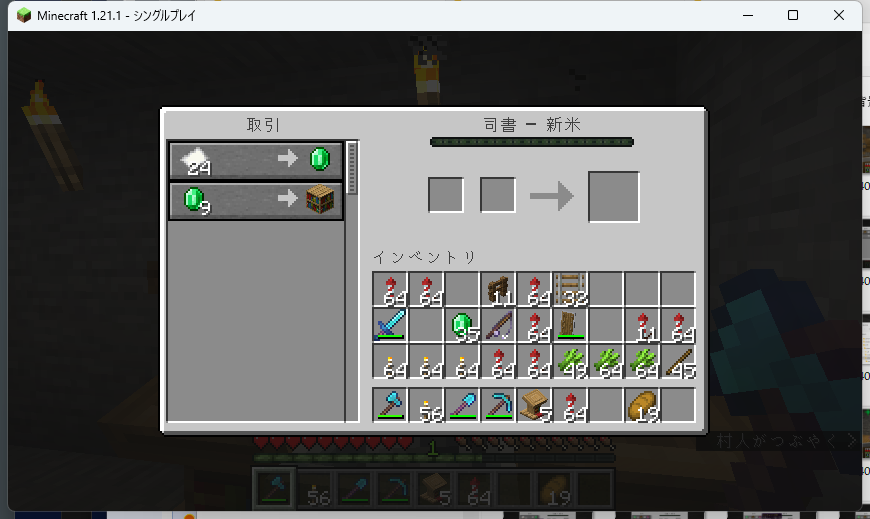 Minecraft 1.21.1 - シングルプレイ
取引
司書 - 新米
24
9
インベントリ
64 64 11 64 32
35 64 11 64
64 64 64 64 64 49 64 64 45
56 5 64 19
村人がつぶやく >
1
56 5 64 19